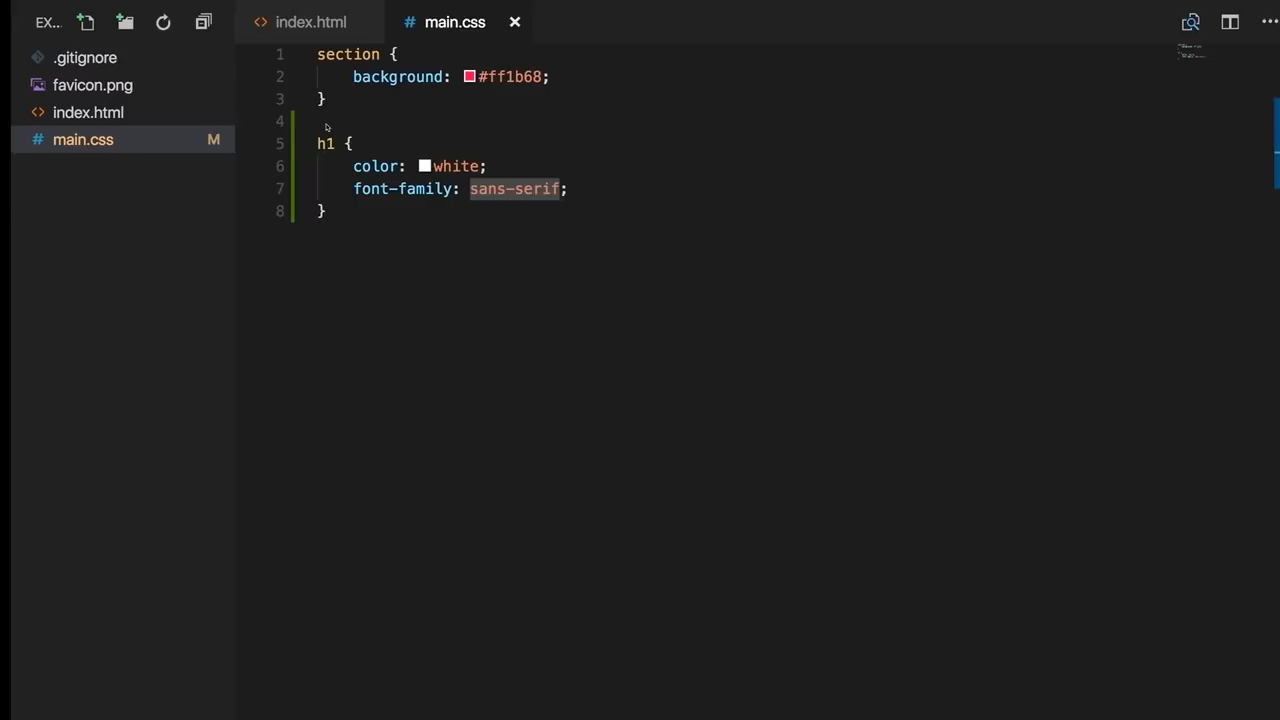 EX...
index.html
main.css
.gitignore
favicon.png
index.html
main.css M
1 section {
2 background: #ff1b68;
3 }
4
5 h1 {
6 color: white;
7 font-family: sans-serif;
8 }